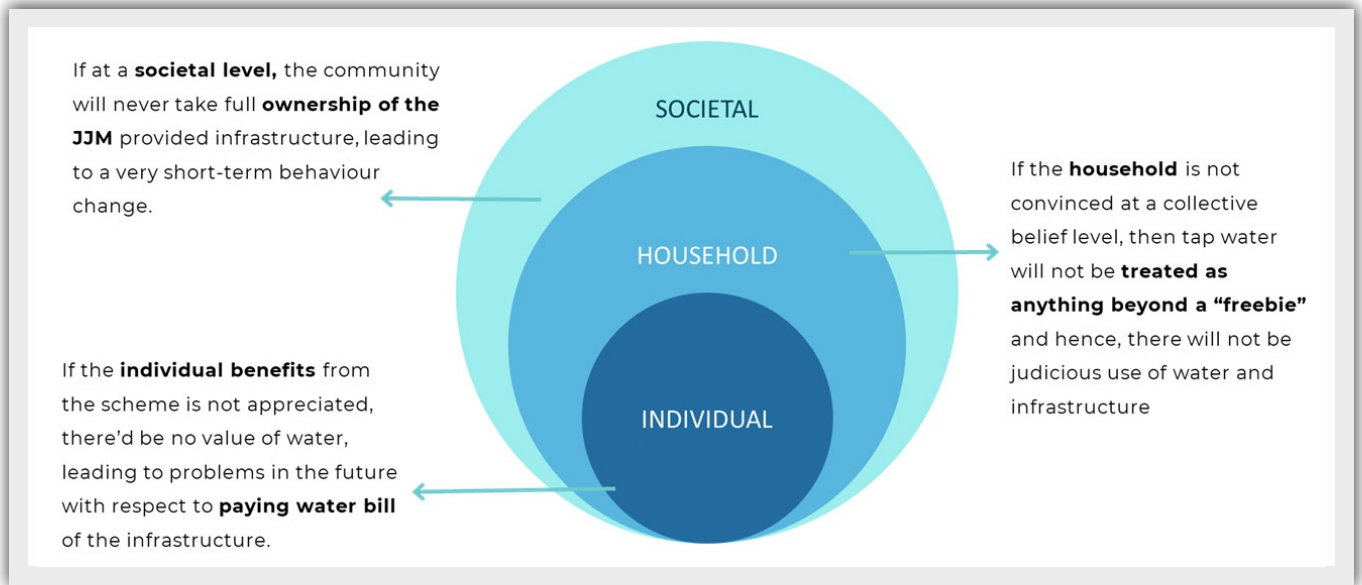 If at a societal level, the community
will never take full ownership of the
JJM provided infrastructure, leading
to a very short-term behaviour
change.
SOCIETAL
If the household is not
convinced at a collective
belief level, then tap water
will not be treated as
anything beyond a “freebie”
and hence, there will not be
judicious use of water and
infrastructure
HOUSEHOLD
If the individual benefits from
the scheme is not appreciated,
there’d be no value of water,
leading to problems in the future
with respect to paying water bill
of the infrastructure.
INDIVIDUAL